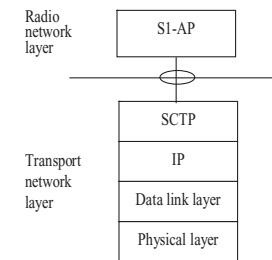 Radio
network
layer
S1-AP
SCTP
Transport
network
layer
IP
Data link layer
Physical layer